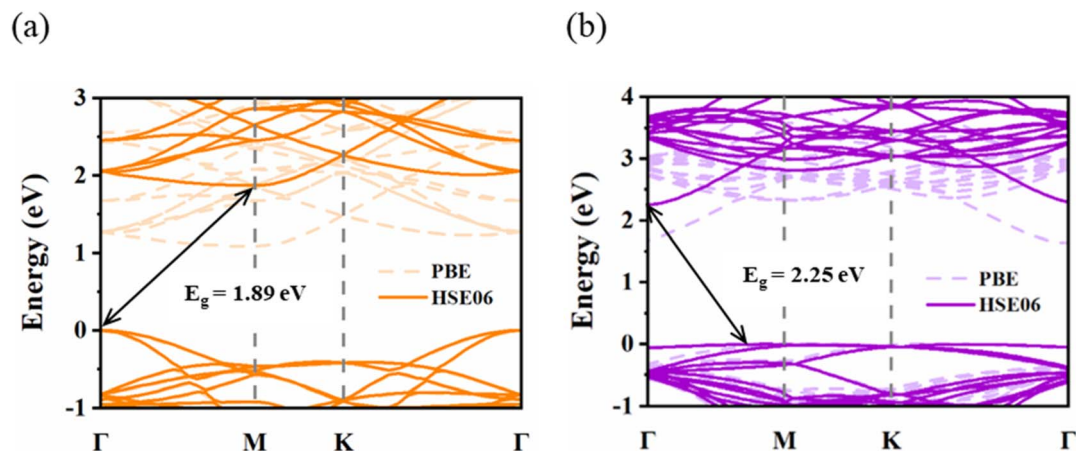 (a)
(b)
3
2
1
0
-1
Energy (eV)
E_g = 1.89 eV
PBE
HSE06
Γ
M
K
Γ
4
3
2
1
0
-1
Energy (eV)
E_g = 2.25 eV
PBE
HSE06
Γ
M
K
Γ